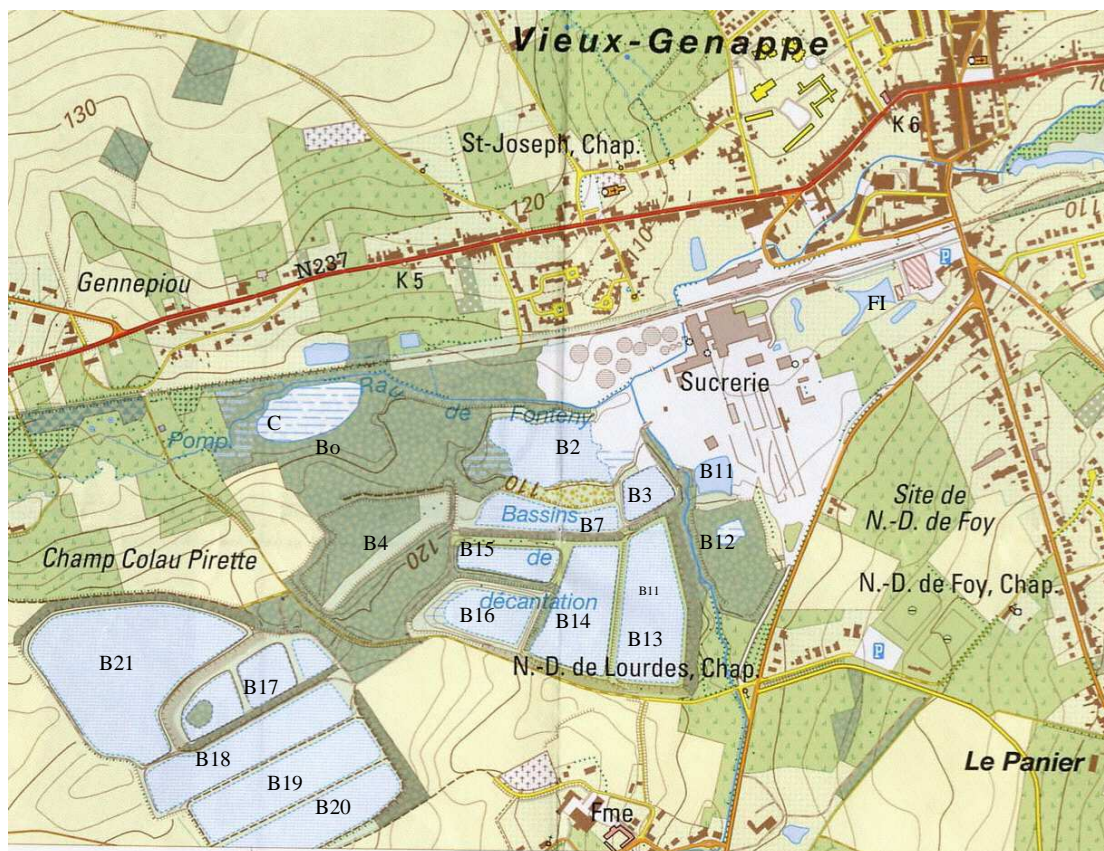 Vieux-Genappe
130
K 6
St-Joseph, Chap.
120
110
110
N237
Gennepiou
K 5
P
FI
Sucrerie
Rau
de
Fonteny
Pomp.
C
Bo
B2
B11
B3
110
Site de
N.-D. de Foy
Bassins
B7
B4
120
B15
de
B12
Champ Colau Pirette
N.-D. de Foy, Chap.
décantation
B11
B16
B14
B13
B21
P
N.-D. de Lourdes, Chap.
B17
B18
Le Panier
B19
B20
Fme